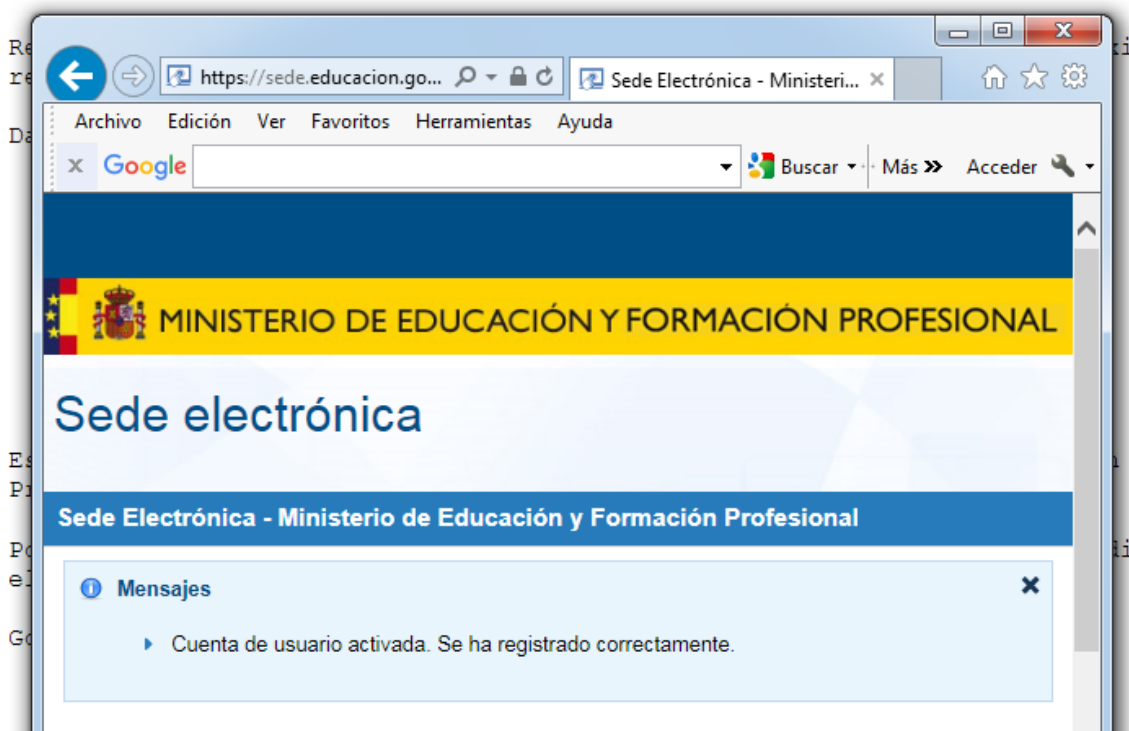 https://sede.educacion.go...
Sede Electrónica - Ministeri...
Archivo Edición Ver Favoritos Herramientas Ayuda
x Google Buscar Más Acceder
MINISTERIO DE EDUCACIÓN Y FORMACIÓN PROFESIONAL
Sede electrónica
Sede Electrónica - Ministerio de Educación y Formación Profesional
Mensajes
Cuenta de usuario activada. Se ha registrado correctamente.